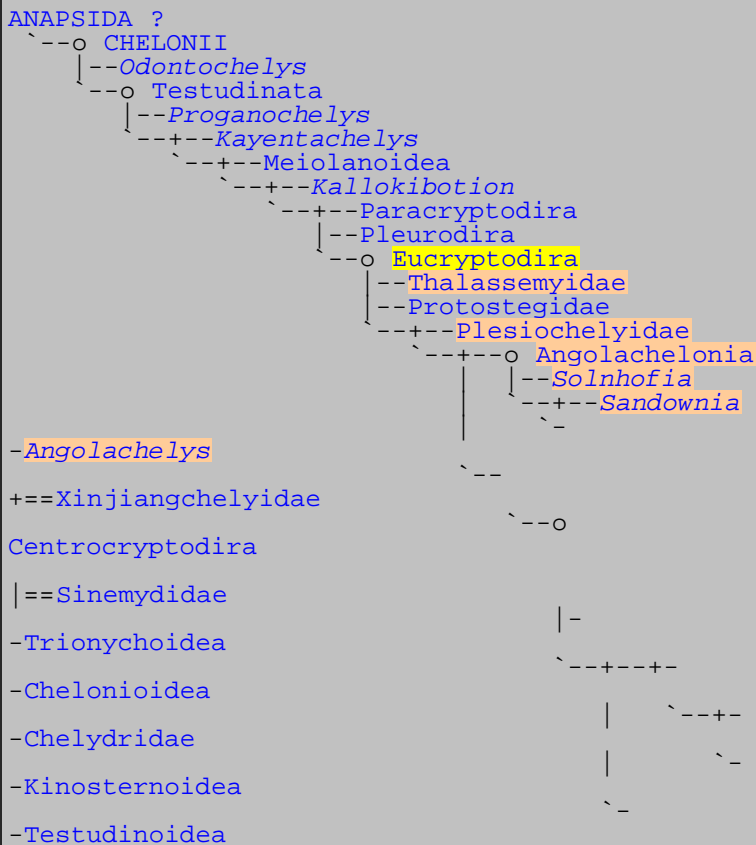 ANAPSIDA ?
`--o CHELONII
|--Odontochelys
`--o Testudinata
|--Proganochelys
`--+--Kayentachelys
`--+--Meiolanoidea
`--+--Kallokibotion
`--+--Paracryptodira
|--Pleurodira
`--o Eucryptodira
|--Thalassemyidae
|--Protostegidae
`--+--Plesiochelyidae
`--+--o Angolachelonia
| |--Solnhofia
| `--+--Sandownia
| `-
-Angolachelys
`--
+==Xinjiangchelyidae
`--o
Centrocryptodira
|==Sinemydidae
|-
-Trionychoidea
`--+--+-
-Chelonioidea
| `--+-
-Chelydridae
| `-
-Kinosternoidea
`-
-Testudinoidea